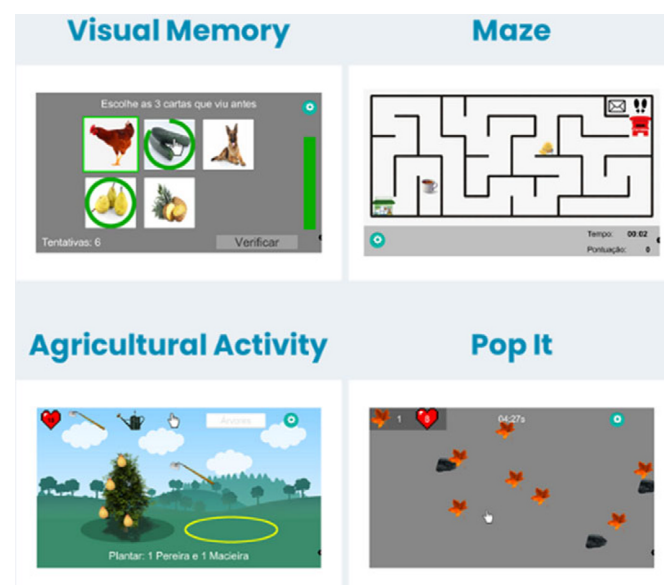 Visual Memory
Maze
Escolhe as 3 cartas que viu antes
Tentativas: 6
Verificar
Tempo: 00:02
Pontuação: 0
Agricultural Activity
Pop It
Árvores
Plantar: 1 Pereira e 1 Macieira
1
04:27s